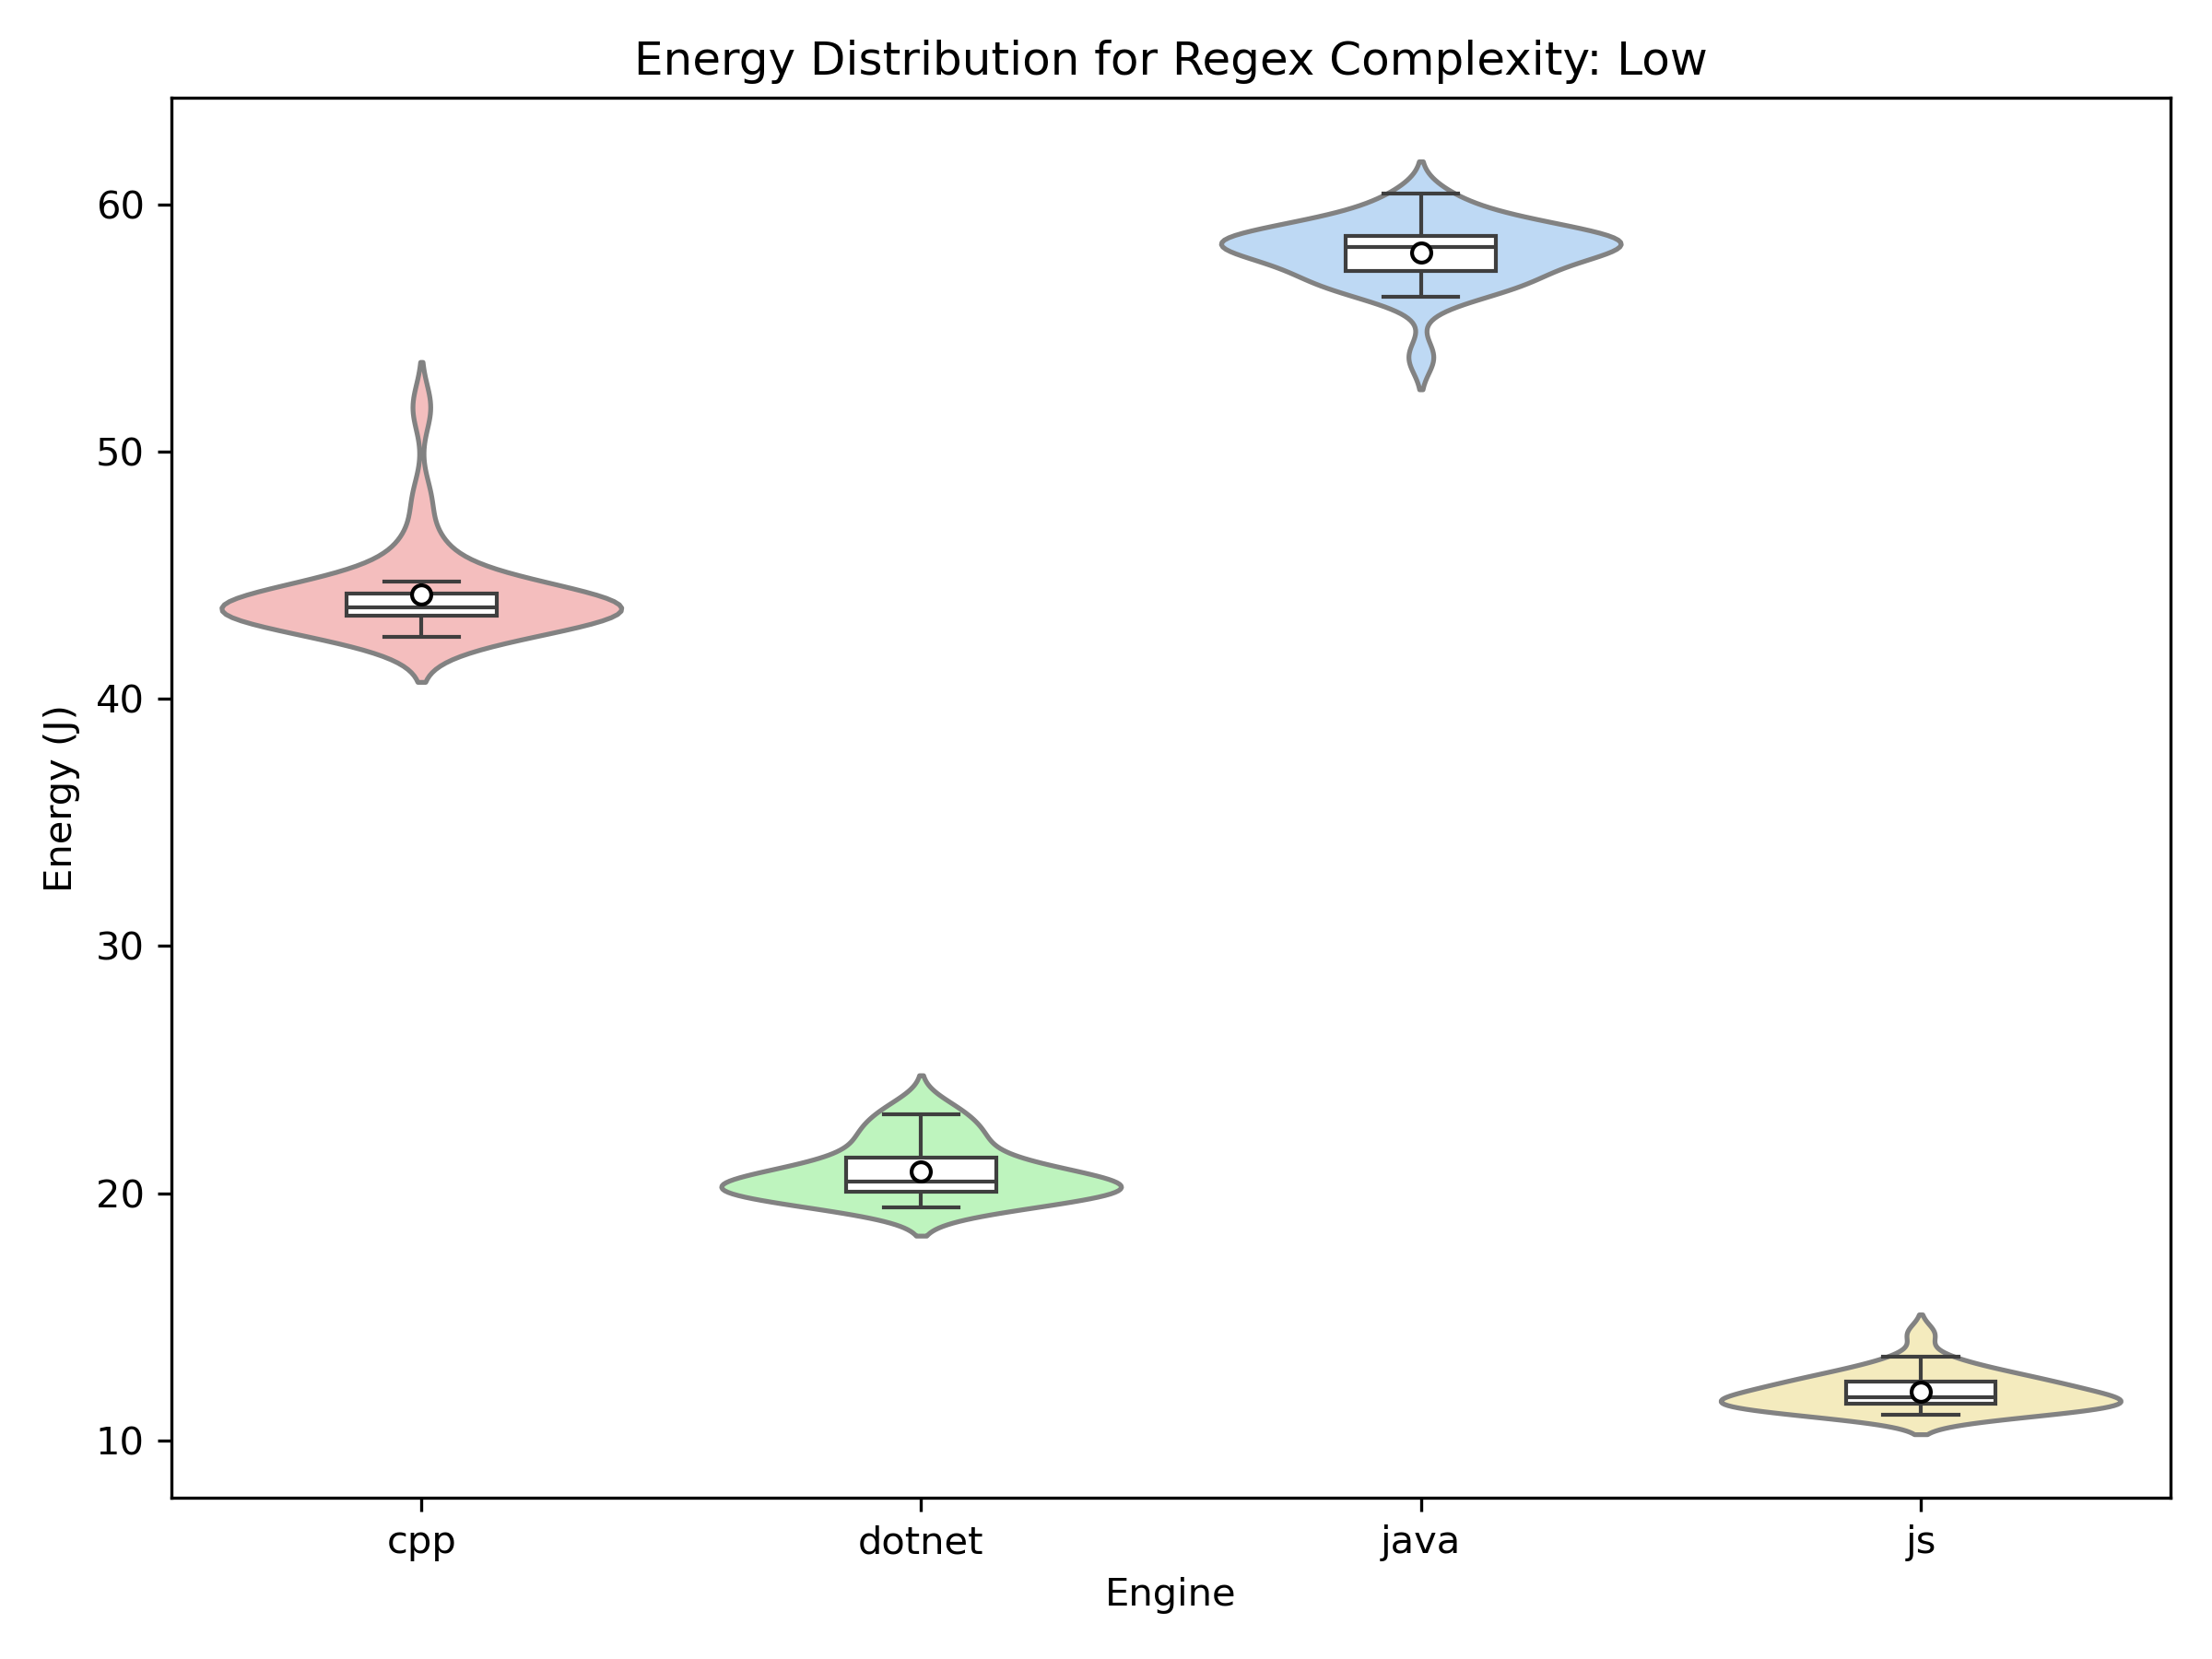 Energy Distribution for Regex Complexity: Low
Energy (J)
60
50
40
30
20
10
cpp
dotnet
java
js
Engine